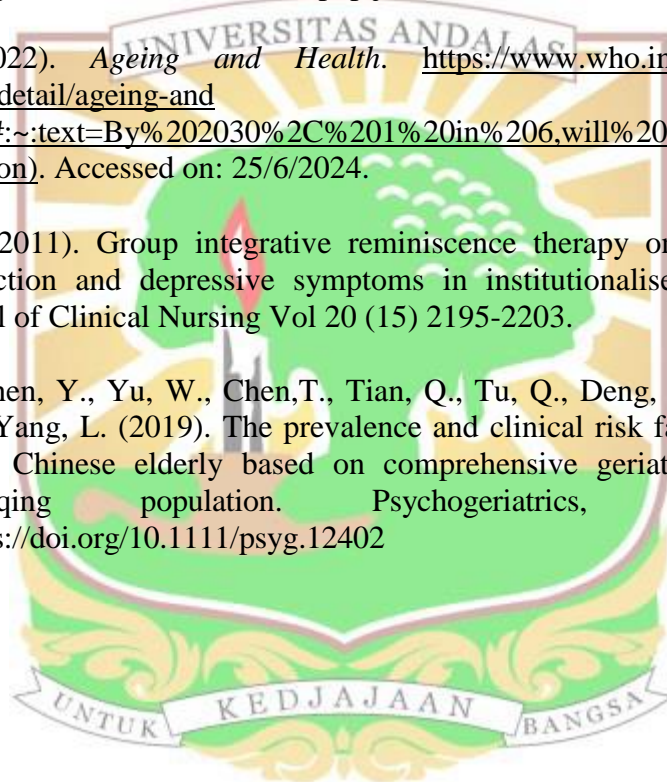 UNIVERSITAS ANDALAS
022). Ageing and Health. https://www.who.in
detail/ageing-and
#:~:text=By%202030%2C%201%20in%206,will%20
on). Accessed on: 25/6/2024.
2011). Group integrative reminiscence therapy or
ction and depressive symptoms in institutionalise
l of Clinical Nursing Vol 20 (15) 2195-2203.
hen, Y., Yu, W., Chen,T., Tian, Q., Tu, Q., Deng,
Yang, L. (2019). The prevalence and clinical risk fa
Chinese elderly based on comprehensive geriat
qing population. Psychogeriatrics,
s://doi.org/10.1111/psyg.12402
UNTUK KEDJAJAAN BANGSA